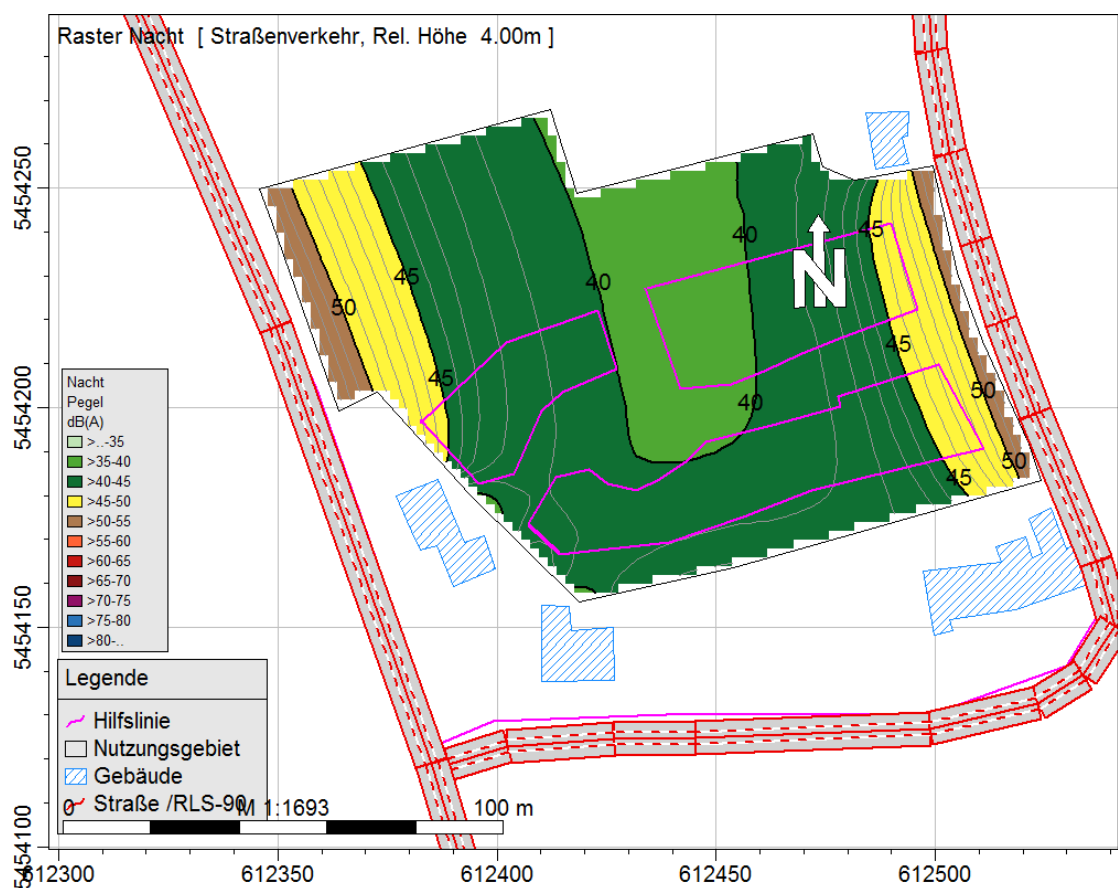 Raster Nacht [ Straßenverkehr, Rel. Höhe 4.00m ]
5454250
5454200
5454150
5454100
45
40
40
45
50
45
45
40
50
50
45
Nacht
Pegel
dB(A)
>..-35
>35-40
>40-45
>45-50
>50-55
>55-60
>60-65
>65-70
>70-75
>75-80
>80-..
Legende
Hilfslinie
Nutzungsgebiet
Gebäude
Straße /RLS-90
0 M 1:1693 100 m
N
612300 612350 612400 612450 612500